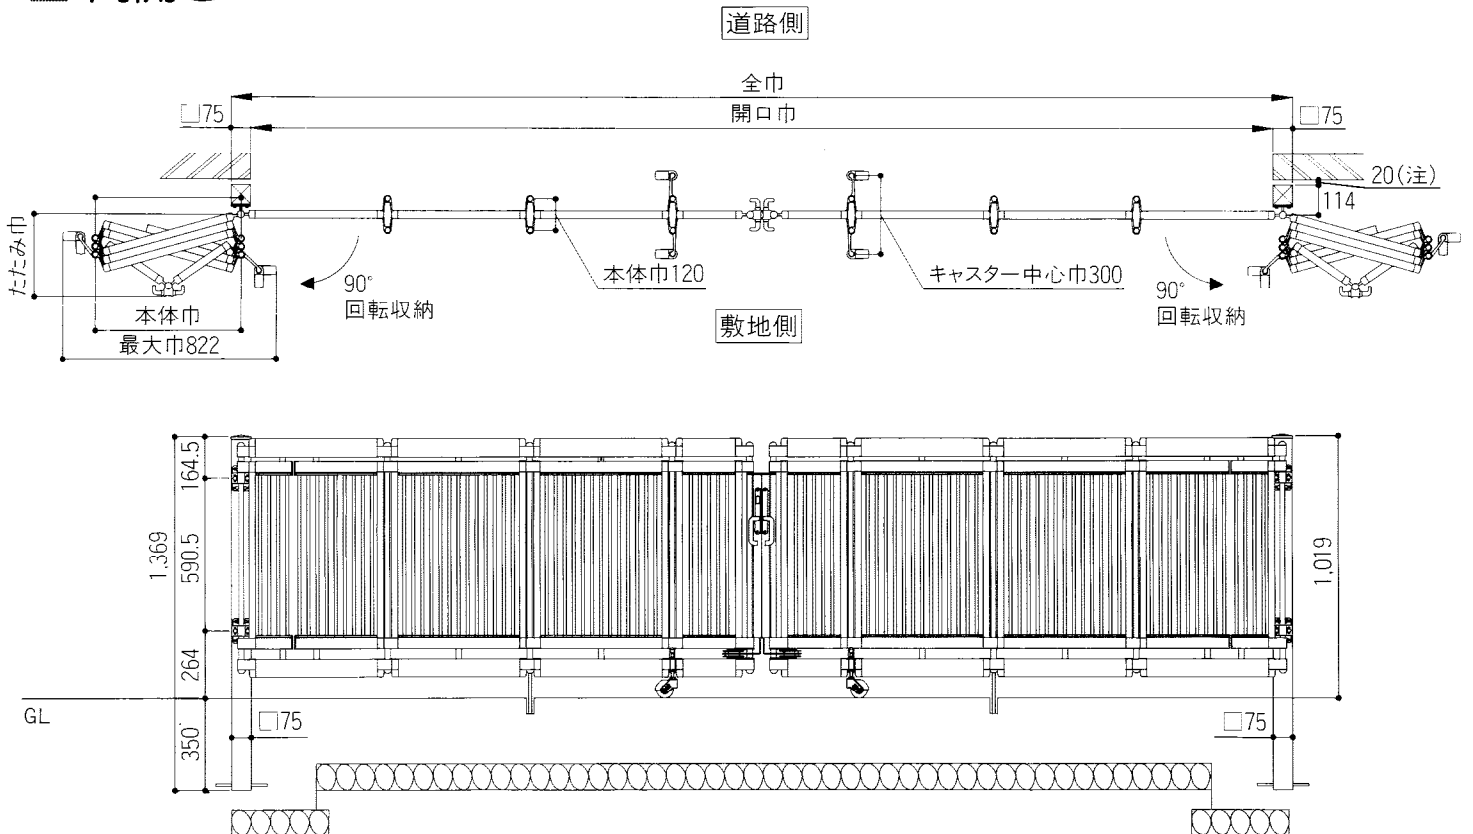 道路側
全巾
開口巾
□75
□75
20(注)
114
たたみ巾
本体巾120
キャスター中心巾300
90°
回転収納
90°
回転収納
本体巾
最大巾822
敷地側
164.5
590.5
1.369
264
350
1,019
GL
□75
□75